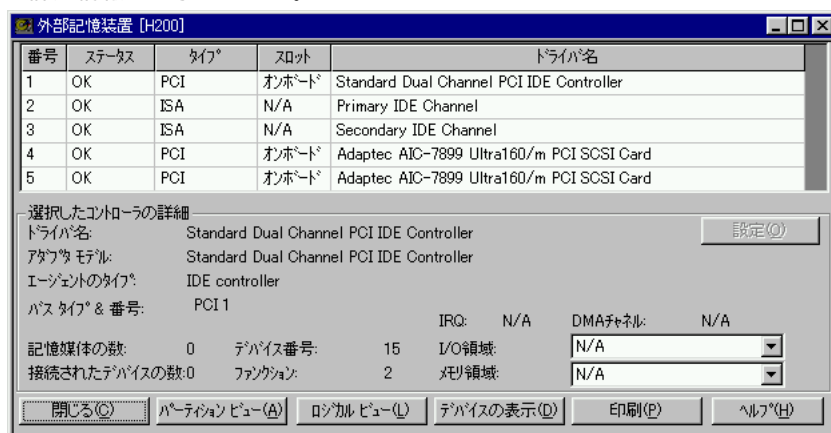 外部記憶装置 [H200]
番号 ステータス タイプ スロット ドライバ名
1 OK PCI オンボード Standard Dual Channel PCI IDE Controller
2 OK ISA N/A Primary IDE Channel
3 OK ISA N/A Secondary IDE Channel
4 OK PCI オンボード Adaptec AIC-7899 Ultra160/m PCI SCSI Card
5 OK PCI オンボード Adaptec AIC-7899 Ultra160/m PCI SCSI Card
選択したコントローラの詳細
ドライバ名: Standard Dual Channel PCI IDE Controller 設定(O)
アダプタ モデル: Standard Dual Channel PCI IDE Controller
エージェントのタイプ: IDE controller
バス タイプ & 番号: PCI 1
IRQ: N/A DMAチャネル: N/A
記憶媒体の数: 0 デバイス番号: 15 I/O領域: N/A
接続されたデバイスの数:0 ファンクション: 2 メモリ領域: N/A
閉じる(C) パーティション ビュー(A) ロジカル ビュー(L) デバイスの表示(D) 印刷(P) ヘルプ(H)